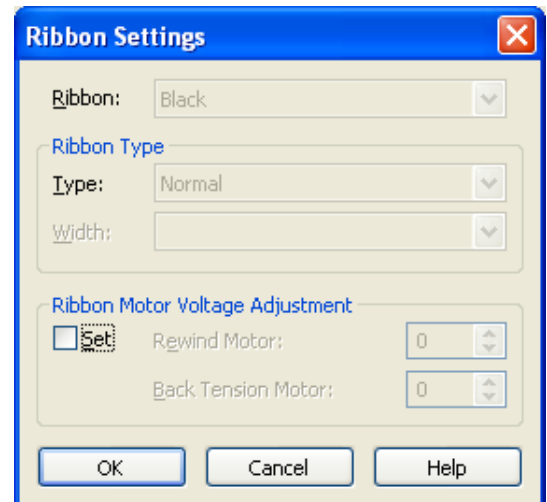 Ribbon Settings
Ribbon: Black
Ribbon Type
Type: Normal
Width:
Ribbon Motor Voltage Adjustment
Set Rewind Motor: 0
Back Tension Motor: 0
OK Cancel Help